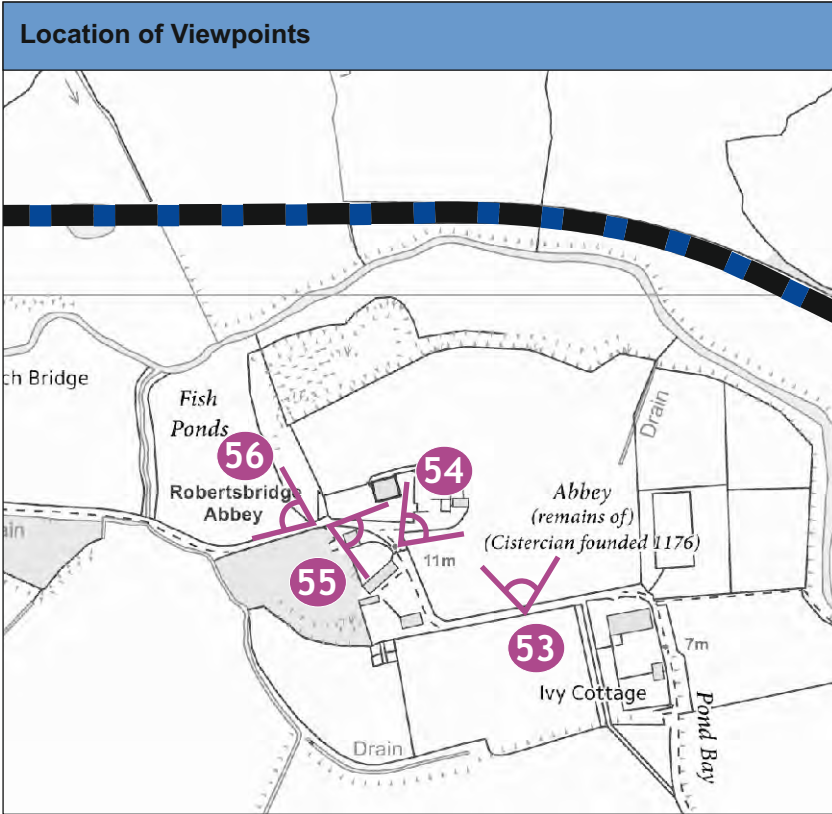 Location of Viewpoints
ch Bridge
Fish
Ponds
56
54
Robertsbridge
Abbey
Drain
Abbey
(remains of)
(Cistercian founded 1176)
ain
11m
55
53
7m
Ivy Cottage
Pond Bay
Drain